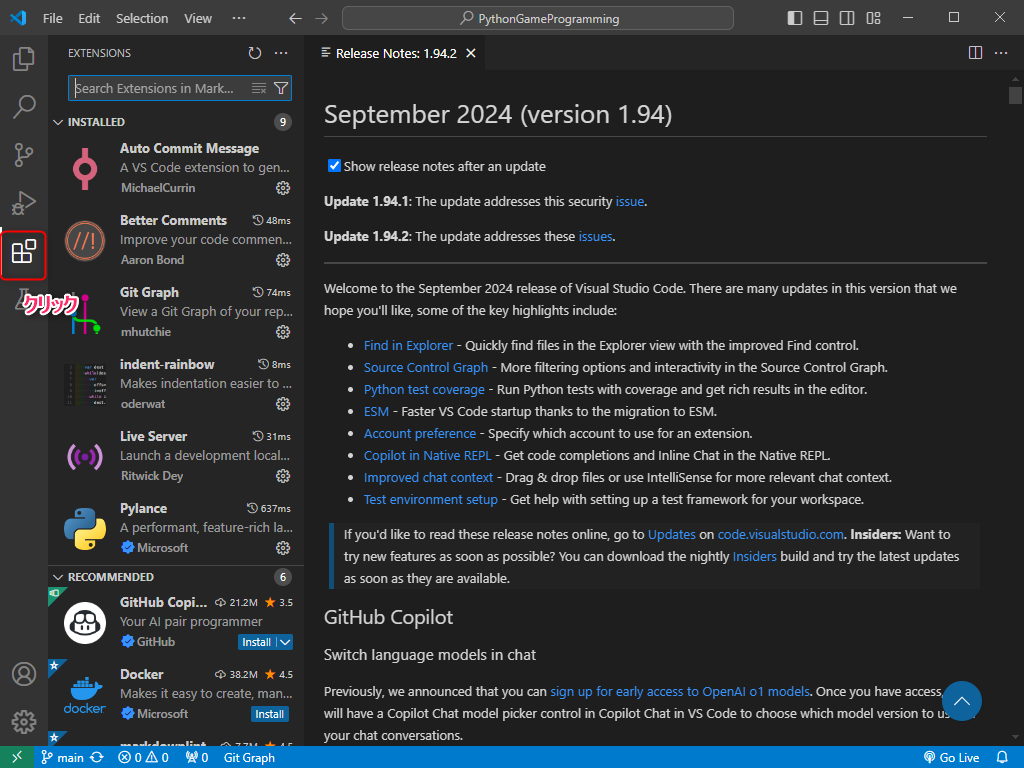 File Edit Selection View ··· PythonGameProgramming
EXTENSIONS
Search Extensions in Mark...
INSTALLED 9
Auto Commit Message
A VS Code extension to gen...
MichaelCurrin
Better Comments 48ms
Improve your code commen...
Aaron Bond
Git Graph 74ms
View a Git Graph of your rep...
mhutchie
indent-rainbow 8ms
Makes indentation easier to ...
oderwat
Live Server 31ms
Launch a development local...
Ritwick Dey
Pylance 637ms
A performant, feature-rich la...
Microsoft
RECOMMENDED 6
GitHub Copi... 21.2M 3.5
Your AI pair programmer
GitHub Install
Docker 38.2M 4.5
Makes it easy to create, man...
docker
Microsoft Install
クリック
Release Notes: 1.94.2
September 2024 (version 1.94)
Show release notes after an update
Update 1.94.1: The update addresses this security issue.
Update 1.94.2: The update addresses these issues.
Welcome to the September 2024 release of Visual Studio Code. There are many updates in this version that we
hope you'll like, some of the key highlights include:
• Find in Explorer - Quickly find files in the Explorer view with the improved Find control.
• Source Control Graph - More filtering options and interactivity in the Source Control Graph.
• Python test coverage - Run Python tests with coverage and get rich results in the editor.
• ESM - Faster VS Code startup thanks to the migration to ESM.
• Account preference - Specify which account to use for an extension.
• Copilot in Native REPL - Get code completions and Inline Chat in the Native REPL.
• Improved chat context - Drag & drop files or use IntelliSense for more relevant chat context.
• Test environment setup - Get help with setting up a test framework for your workspace.
If you'd like to read these release notes online, go to Updates on code.visualstudio.com. Insiders: Want to
try new features as soon as possible? You can download the nightly Insiders build and try the latest updates
as soon as they are available.
GitHub Copilot
Switch language models in chat
Previously, we announced that you can sign up for early access to OpenAI o1 models. Once you have access,
will have a Copilot Chat model picker control in Copilot Chat in VS Code to choose which model version to
your chat conversations.
main 0 0 0 Git Graph Go Live